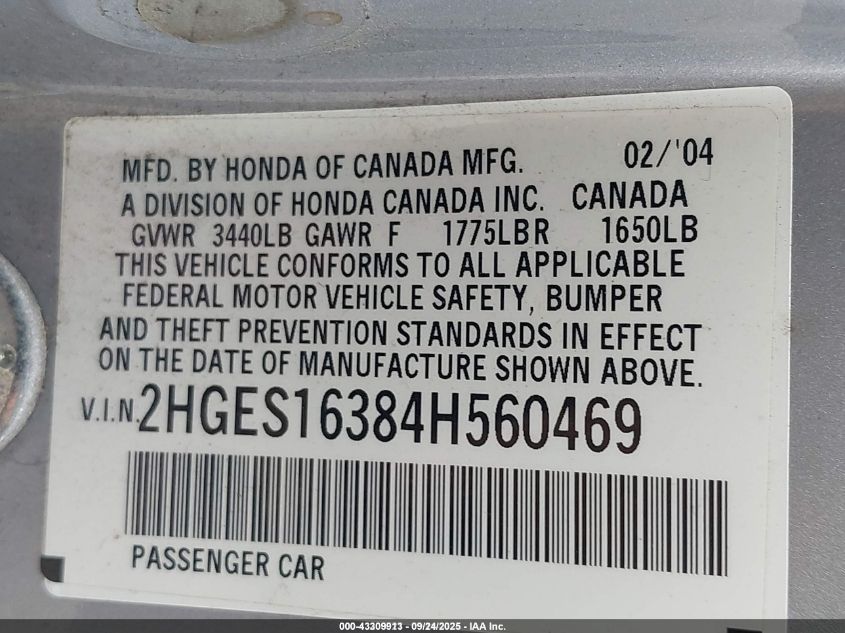 MFD. BY HONDA OF CANADA MFG. 02/'04
A DIVISION OF HONDA CANADA INC. CANADA
GVWR 3440LB GAWR F 1775LB R 1650LB
THIS VEHICLE CONFORMS TO ALL APPLICABLE
FEDERAL MOTOR VEHICLE SAFETY, BUMPER
AND THEFT PREVENTION STANDARDS IN EFFECT
ON THE DATE OF MANUFACTURE SHOWN ABOVE.
V.I.N. 2HGES16384H560469
PASSENGER CAR
000-43309913 - 09/24/2025 - IAA Inc.